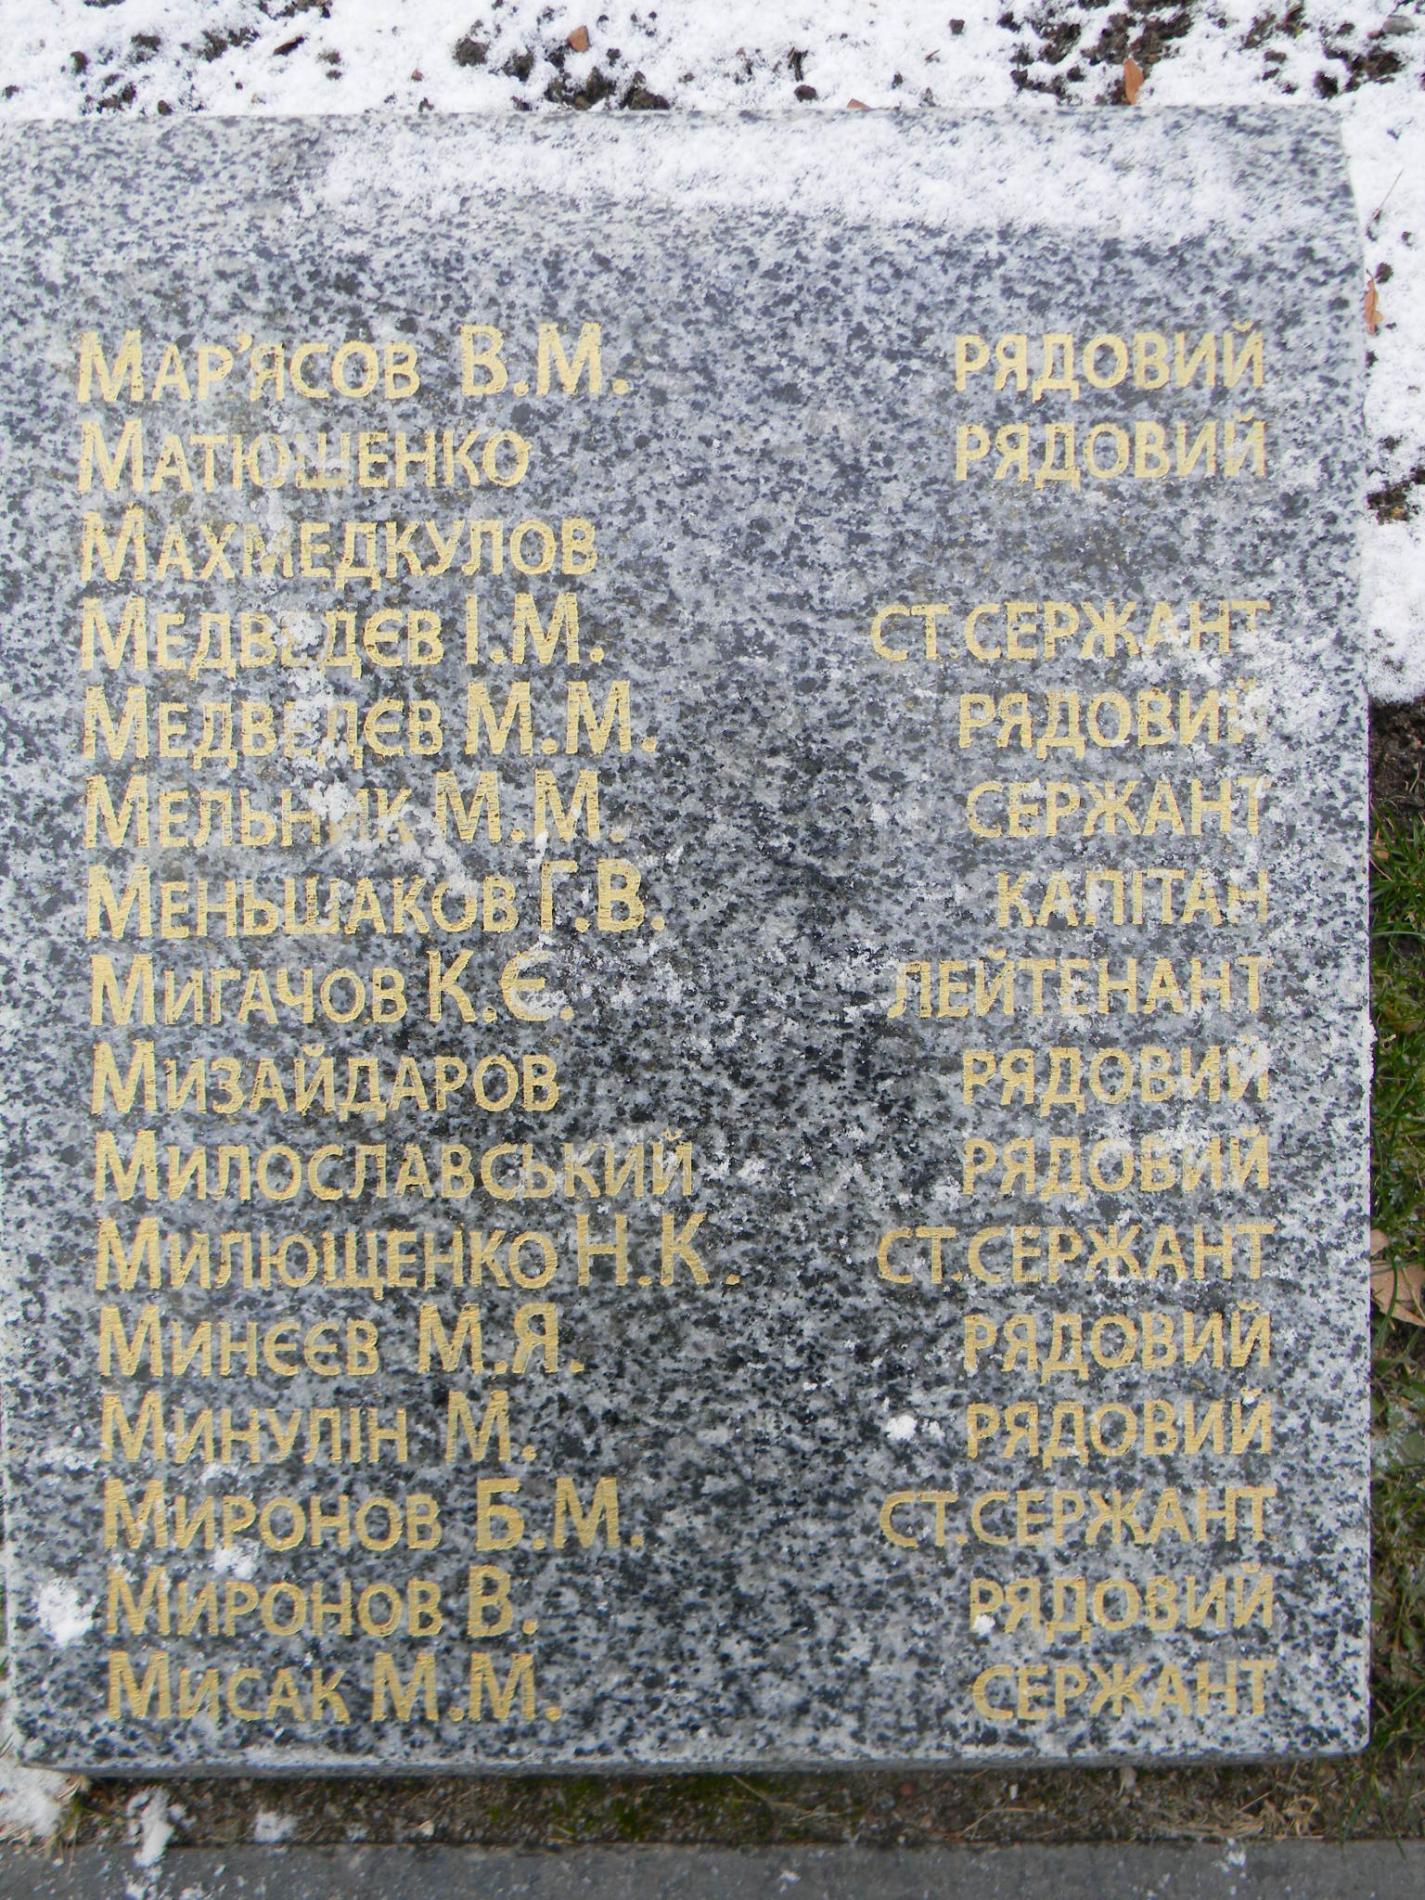 МАР'ЯСОВ В.М. РЯДОВИЙ
МАТЮШЕНКО РЯДОВИЙ
МАХМЕДКУЛОВ
МЕДВЕДЄВ І.М. СТ.СЕРЖАНТ
МЕДВЕДЄВ М.М. РЯДОВИЙ
МЕЛЬНИК М.М. СЕРЖАНТ
МЕНЬШАКОВ Г.В. КАПІТАН
МИГАЧОВ К.Є. ЛЕЙТЕНАНТ
МИЗАЙДАРОВ РЯДОВИЙ
МИЛОСЛАВСЬКИЙ РЯДОВИЙ
МИЛЮЩЕНКО Н.К. СТ.СЕРЖАНТ
МИНЄЄВ М.Я. РЯДОВИЙ
МИНУЛІН М. РЯДОВИЙ
МИРОНОВ Б.М. СТ.СЕРЖАНТ
МИРОНОВ В. РЯДОВИЙ
МИСАК М.М. СЕРЖАНТ